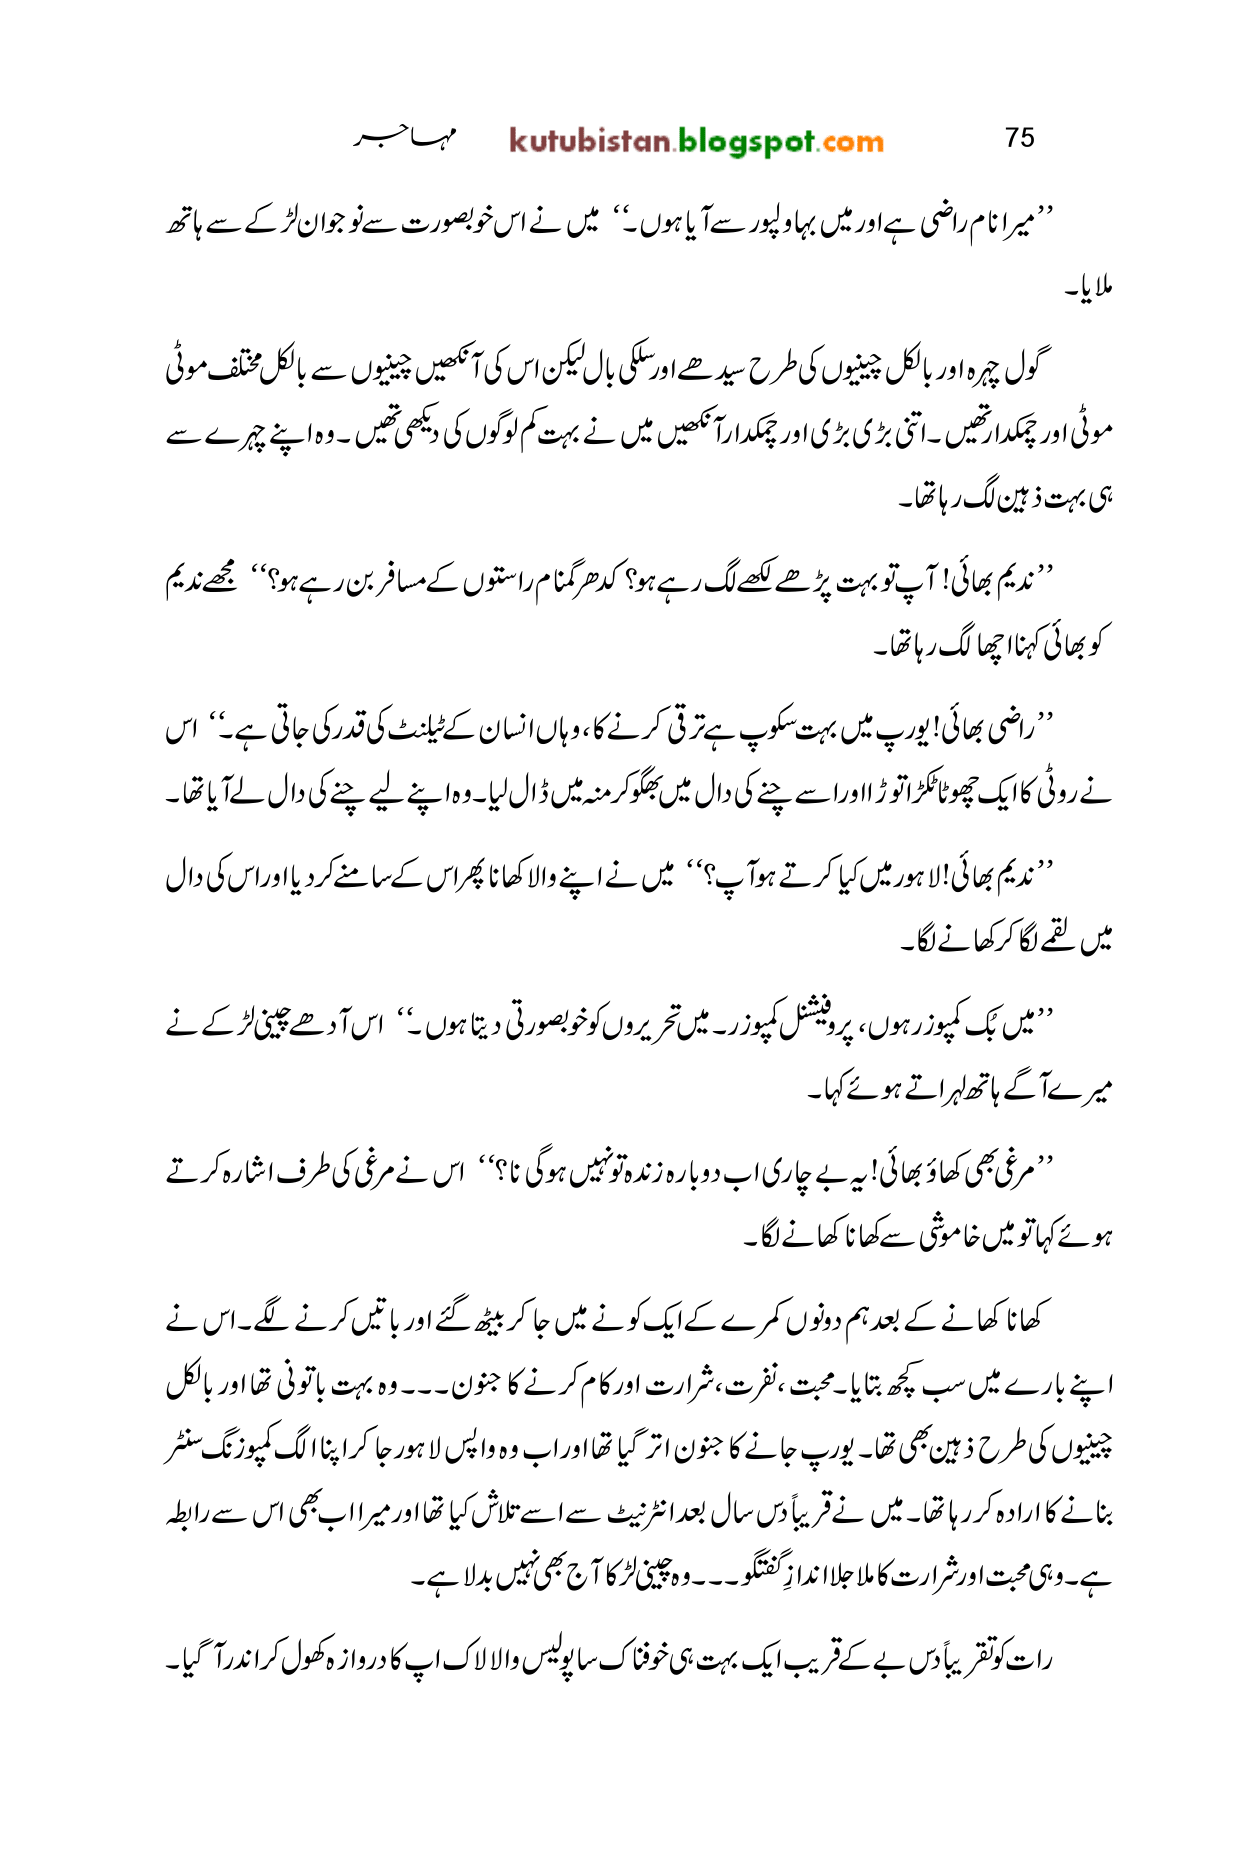 75 kutubistan.blogspot.com مہاجر
’’میرا نام راضی ہے اور میں بہاولپور سے آیا ہوں۔‘‘ میں نے اس خوبصورت سے نوجوان لڑکے سے ہاتھ
ملایا۔
گول چہرہ اور بالکل چینیوں کی طرح سیدھے اور سلکی بال لیکن اس کی آنکھیں چینیوں سے بالکل مختلف موٹی
موٹی اور چمکدار تھیں۔ اتنی بڑی بڑی اور چمکدار آنکھیں میں نے بہت کم لوگوں کی دیکھی تھیں۔ وہ اپنے چہرے سے
ہی بہت ذہین لگ رہا تھا۔
’’ندیم بھائی! آپ تو بہت پڑھے لکھے لگ رہے ہو؟ کدھر گمنام راستوں کے مسافر بن رہے ہو؟‘‘ مجھے ندیم
کو بھائی کہنا اچھا لگ رہا تھا۔
’’راضی بھائی! یورپ میں بہت سکوپ ہے ترقی کرنے کا، وہاں انسان کے ٹیلنٹ کی قدر کی جاتی ہے۔‘‘ اس
نے روٹی کا ایک چھوٹا ٹکڑا توڑا اور اسے چنے کی دال میں بھگو کر منہ میں ڈال لیا۔ وہ اپنے لیے چنے کی دال لے آیا تھا۔
’’ندیم بھائی! لاہور میں کیا کرتے ہو آپ؟‘‘ میں نے اپنے والا کھانا پھر اس کے سامنے کر دیا اور اس کی دال
میں لقمے لگا کر کھانے لگا۔
’’میں بُک کمپوزر ہوں، پروفیشنل کمپوزر۔ میں تحریروں کو خوبصورتی دیتا ہوں۔‘‘ اس آدھے چینی لڑکے نے
میرے آگے ہاتھ لہراتے ہوئے کہا۔
’’مرغی بھی کھاؤ بھائی! یہ بے چاری اب دوبارہ زندہ تو نہیں ہوگی نا؟‘‘ اس نے مرغی کی طرف اشارہ کرتے
ہوئے کہا تو میں خاموشی سے کھانا کھانے لگا۔
کھانا کھانے کے بعد ہم دونوں کمرے کے ایک کونے میں جا کر بیٹھ گئے اور باتیں کرنے لگے۔ اس نے
اپنے بارے میں سب کچھ بتایا۔ محبت، نفرت، شرارت اور کام کرنے کا جنون۔۔۔ وہ بہت باتونی تھا اور بالکل
چینیوں کی طرح ذہین بھی تھا۔ یورپ جانے کا جنون اتر گیا تھا اور اب وہ واپس لاہور جا کر اپنا الگ کمپوزنگ سنٹر
بنانے کا ارادہ کر رہا تھا۔ میں نے قریباً دس سال بعد انٹرنیٹ سے اسے تلاش کیا تھا اور میرا اب بھی اس سے رابطہ
ہے۔ وہی محبت اور شرارت کا ملا جلا اندازِ گفتگو۔۔۔ وہ چینی لڑکا آج بھی نہیں بدلا ہے۔
رات کو تقریباً دس بے کے قریب ایک بہت ہی خوفناک سا پولیس والا لاک اپ کا دروازہ کھول کر اندر آ گیا۔